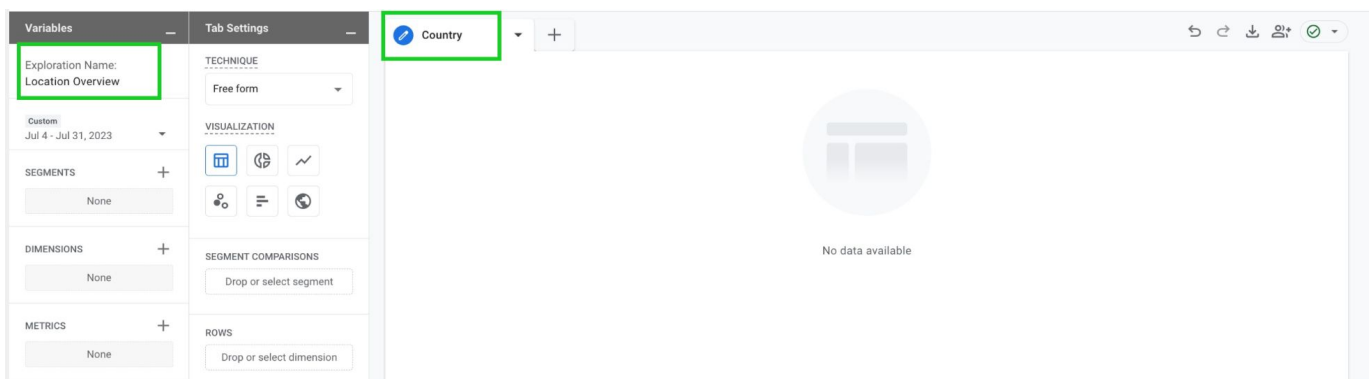 Variables
Exploration Name:
Location Overview
Custom
Jul 4 - Jul 31, 2023
SEGMENTS
None
DIMENSIONS
None
METRICS
None
Tab Settings
TECHNIQUE
Free form
VISUALIZATION
SEGMENT COMPARISONS
Drop or select segment
ROWS
Drop or select dimension
Country
No data available